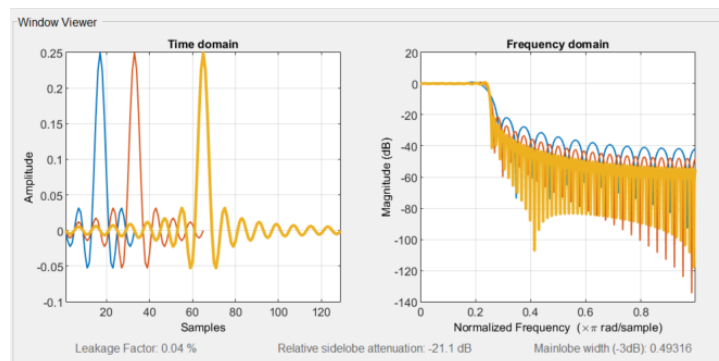 Window Viewer
Time domain
0.25
0.2
0.15
0.1
0.05
0
-0.05
-0.1
Amplitude
20 40 60 80 100 120
Samples
Frequency domain
20
0
-20
-40
-60
-80
-100
-120
-140
Magnitude (dB)
0 0.2 0.4 0.6 0.8
Normalized Frequency (×π rad/sample)
Leakage Factor: 0.04 % Relative sidelobe attenuation: -21.1 dB Mainlobe width (-3dB): 0.49316